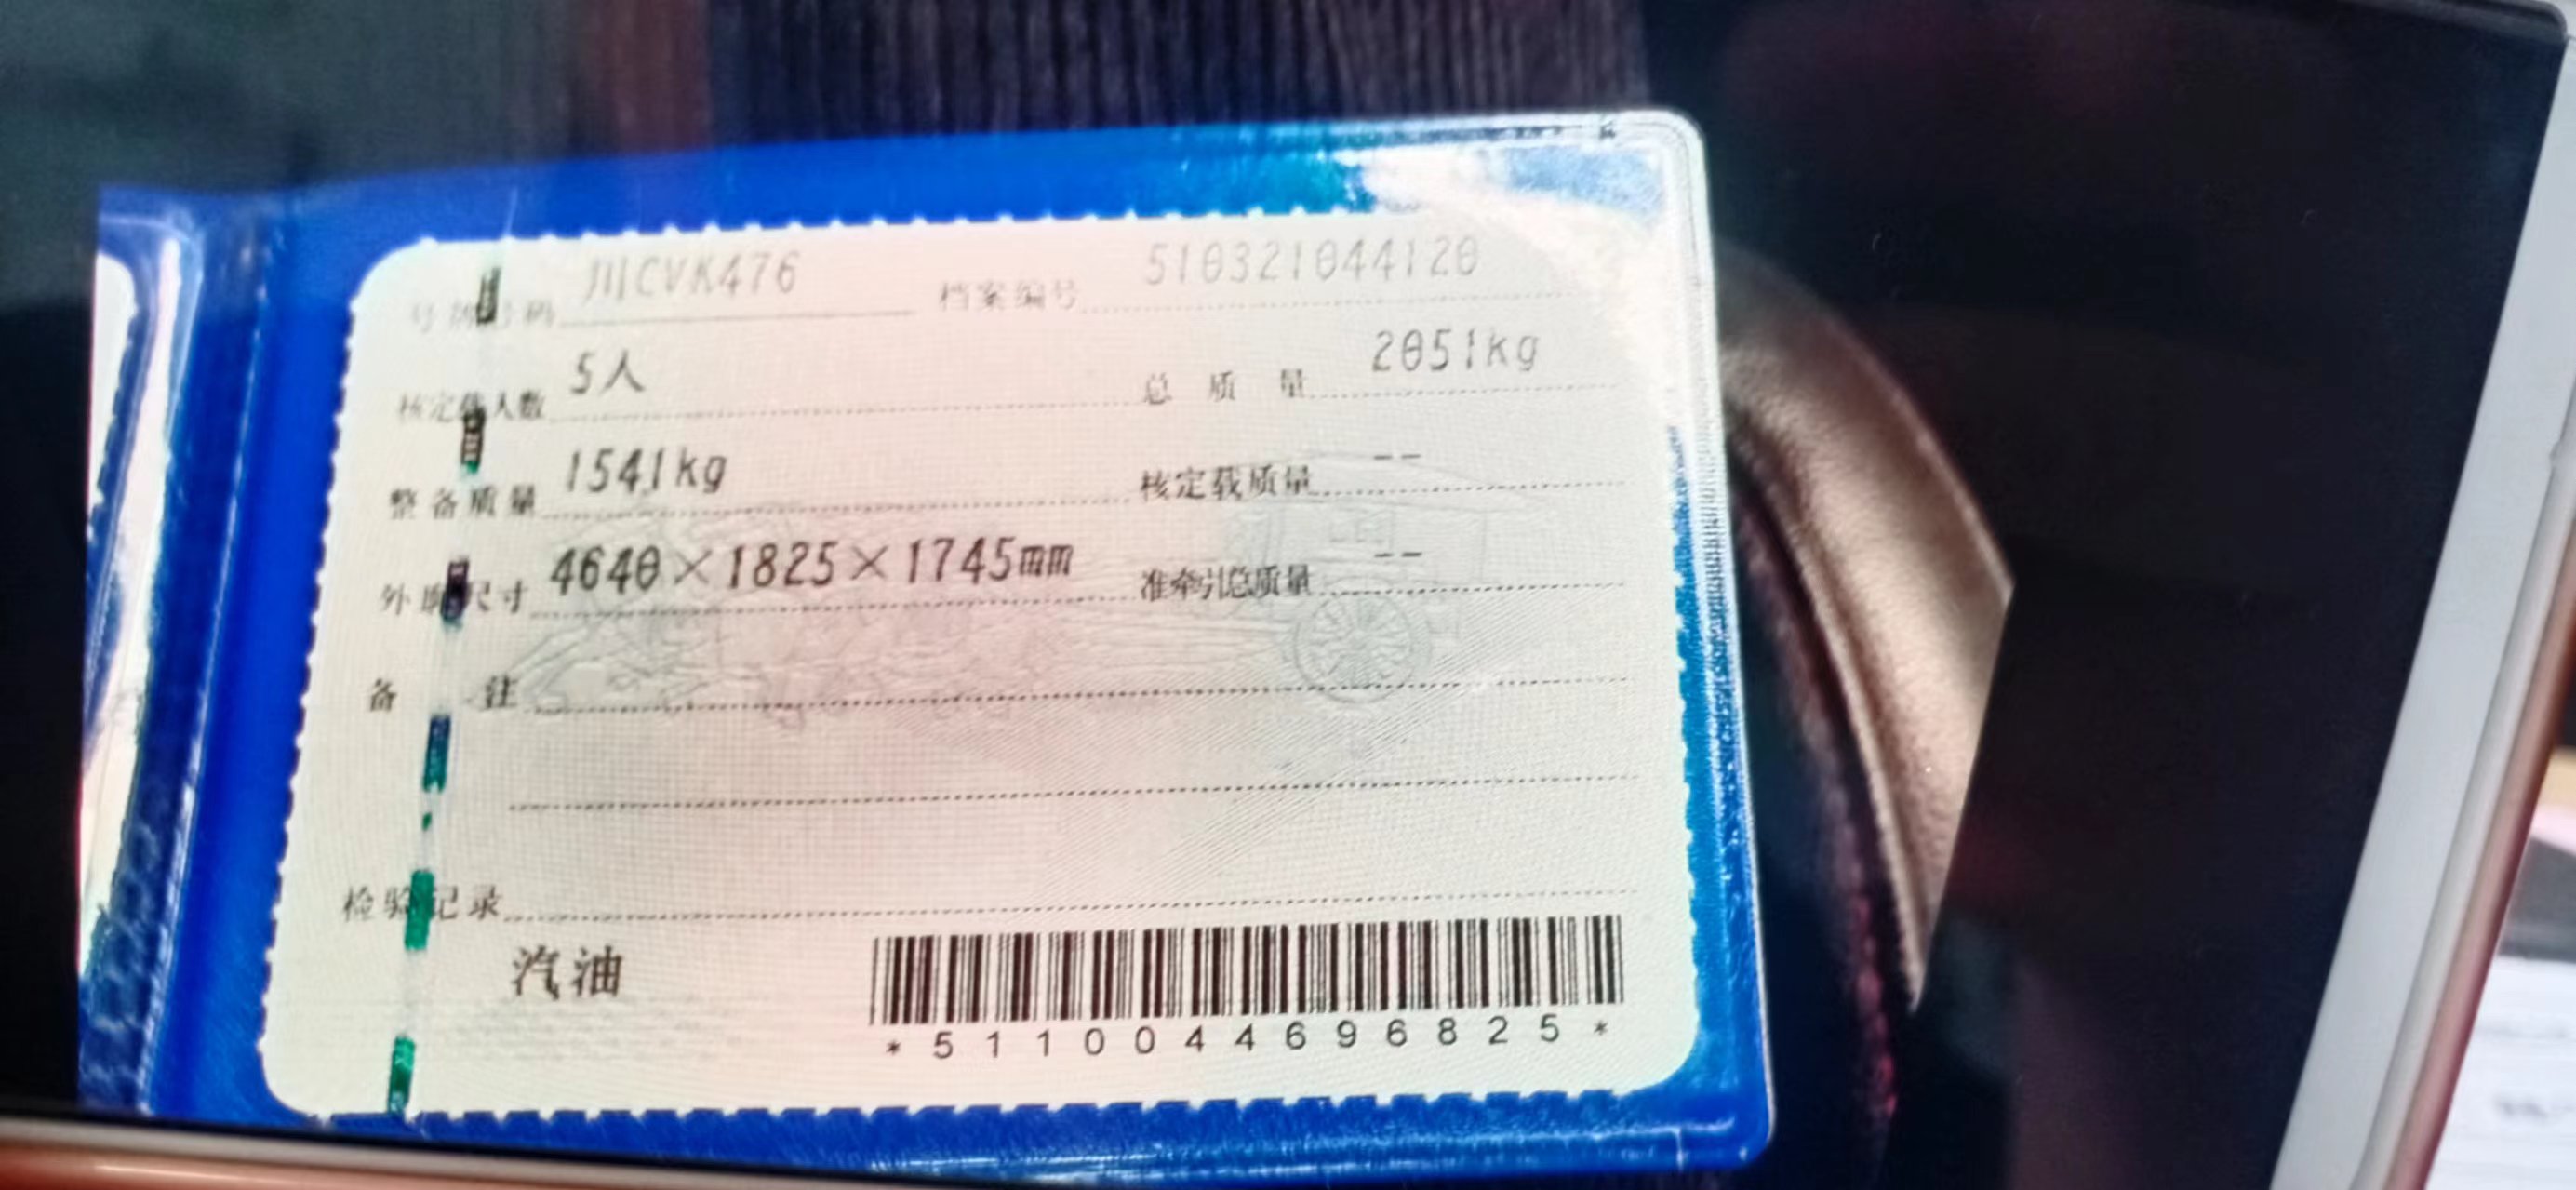 号牌号码 川CVK476 档案编号 510321044120
核定载人数 5人 总质量 2051kg
整备质量 1541kg 核定载质量 --
外廓尺寸 4640×1825×1745mm 准牵引总质量 --
备注
检验记录
汽油
*5110044696825*